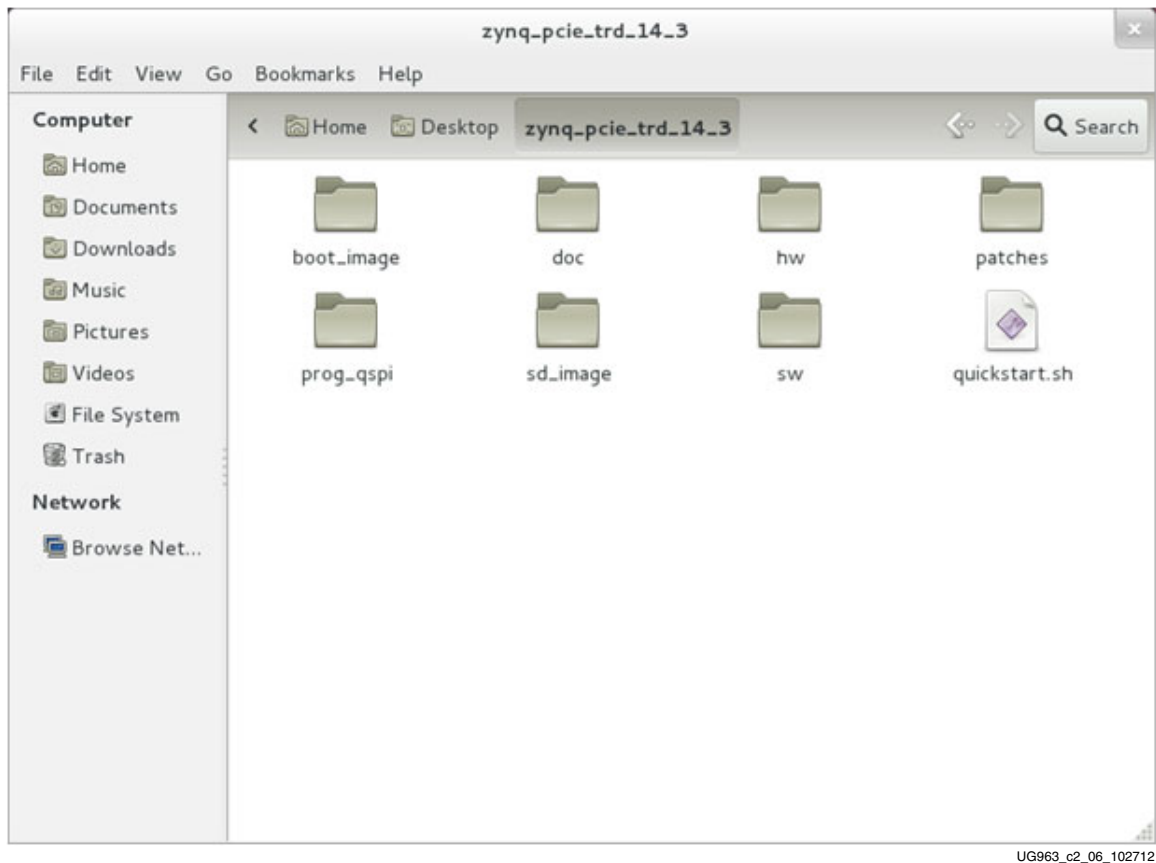 zynq_pcie_trd_14_3
File Edit View Go Bookmarks Help
Computer
Home
Documents
Downloads
Music
Pictures
Videos
File System
Trash
Network
Browse Net...
Home Desktop zynq_pcie_trd_14_3 Search
boot_image doc hw patches
prog_qspi sd_image sw quickstart.sh
UG963_c2_06_102712